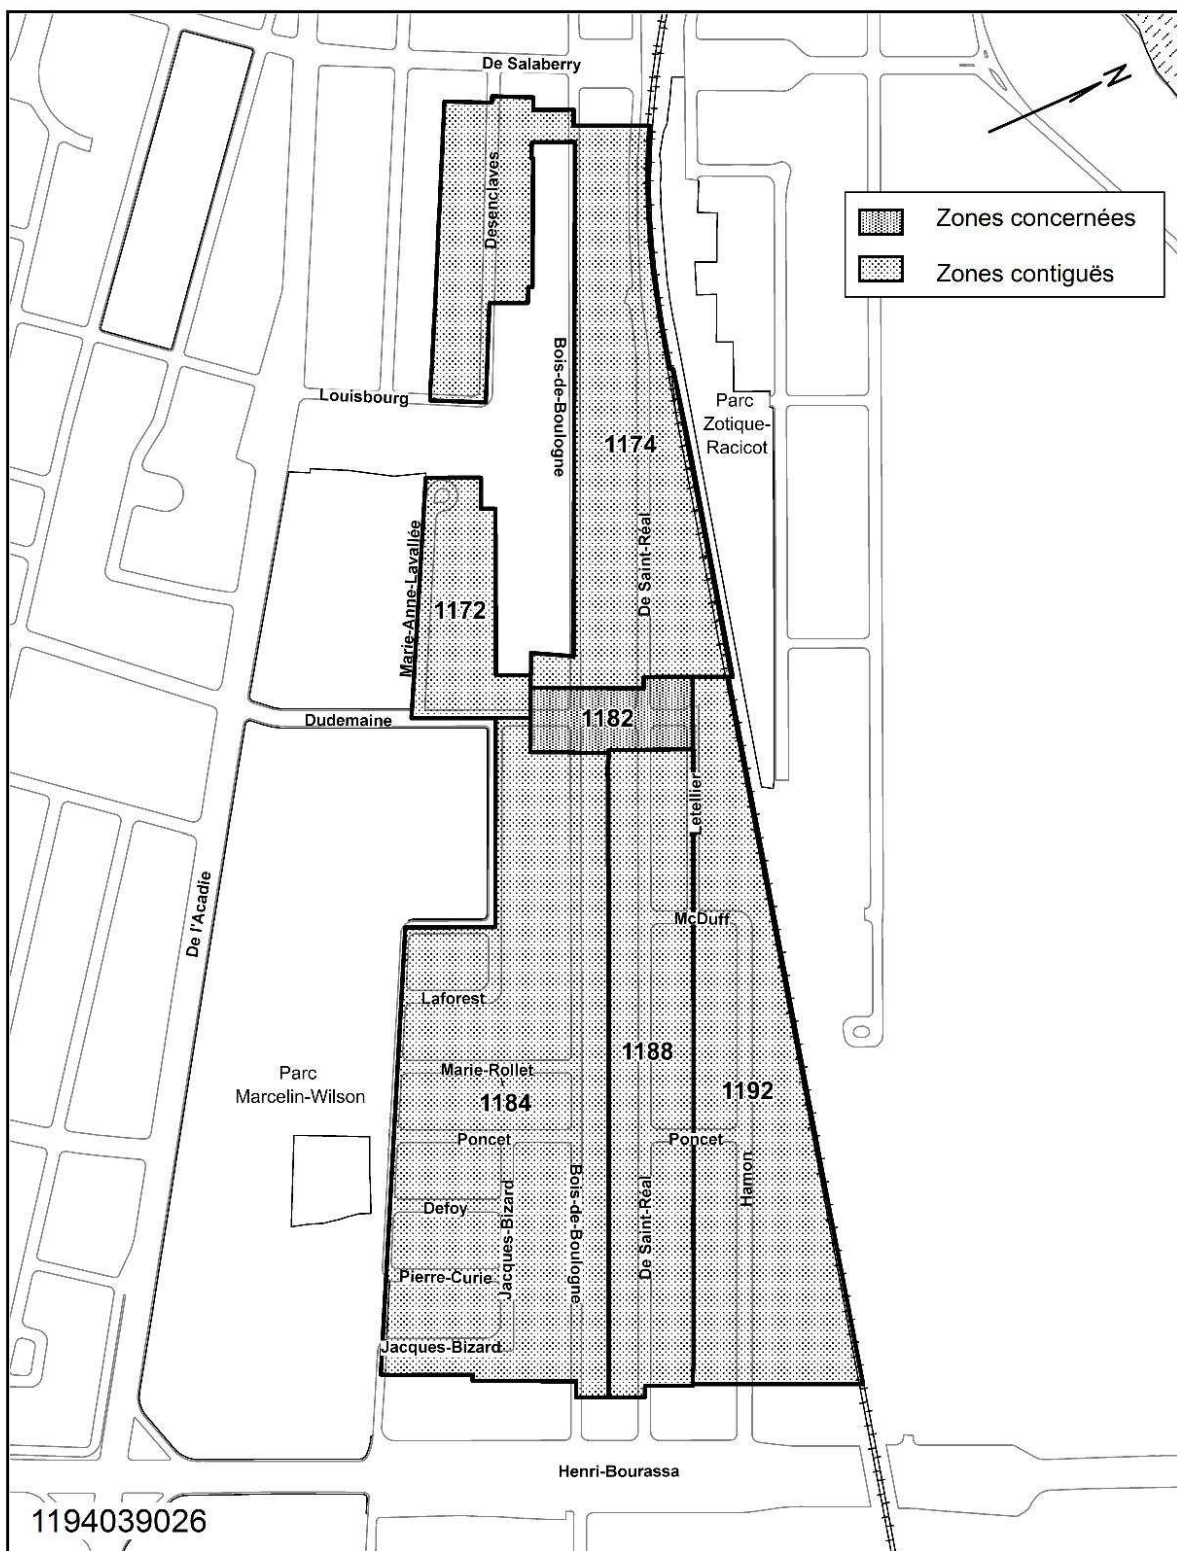 De Salaberry
N
Zones concernées
Zones contiguës
Desenclaves
Bois-de-Boulogne
Louisbourg
Parc
Zotique-
Racicot
1174
De Saint-Réal
Marie-Anne-Lavallée
1172
Dudemaine
1182
Letellier
De l'Acadie
McDuff
Laforest
1188
Marie-Rollet
Parc
Marcelin-Wilson
1184
1192
Poncet
Poncet
Hamon
Bois-de-Boulogne
De Saint-Réal
Jacques-Bizard
Defoy
Pierre-Curie
Jacques-Bizard
Henri-Bourassa
1194039026